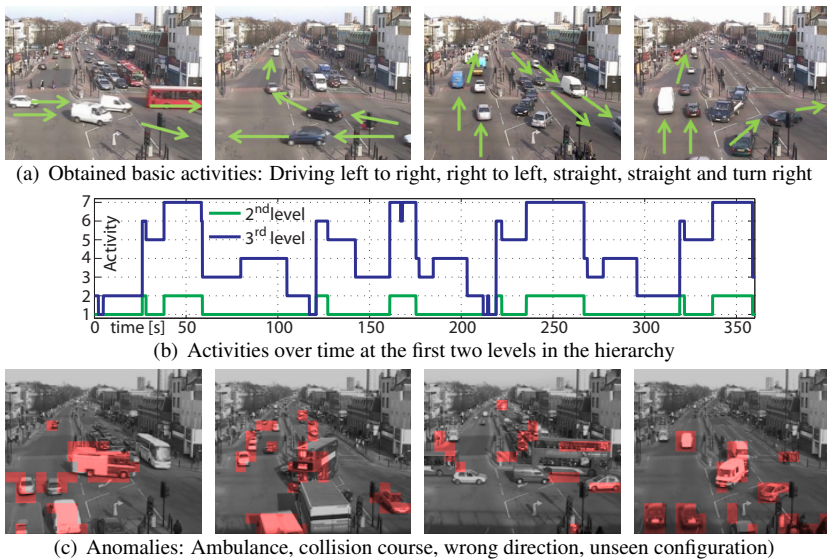 (a) Obtained basic activities: Driving left to right, right to left, straight, straight and turn right
7
6
5
4
3
2
1
Activity
2nd level
3rd level
0 time [s] 50 100 150 200 250 300 350
(b) Activities over time at the first two levels in the hierarchy
(c) Anomalies: Ambulance, collision course, wrong direction, unseen configuration)